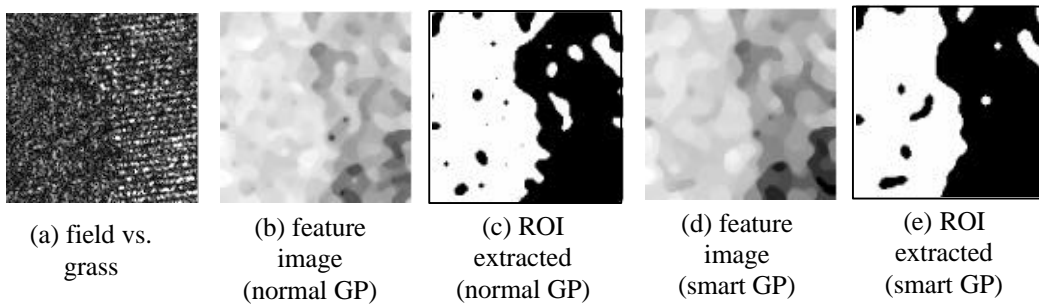 (a) field vs.
grass
(b) feature
image
(normal GP)
(c) ROI
extracted
(normal GP)
(d) feature
image
(smart GP)
(e) ROI
extracted
(smart GP)